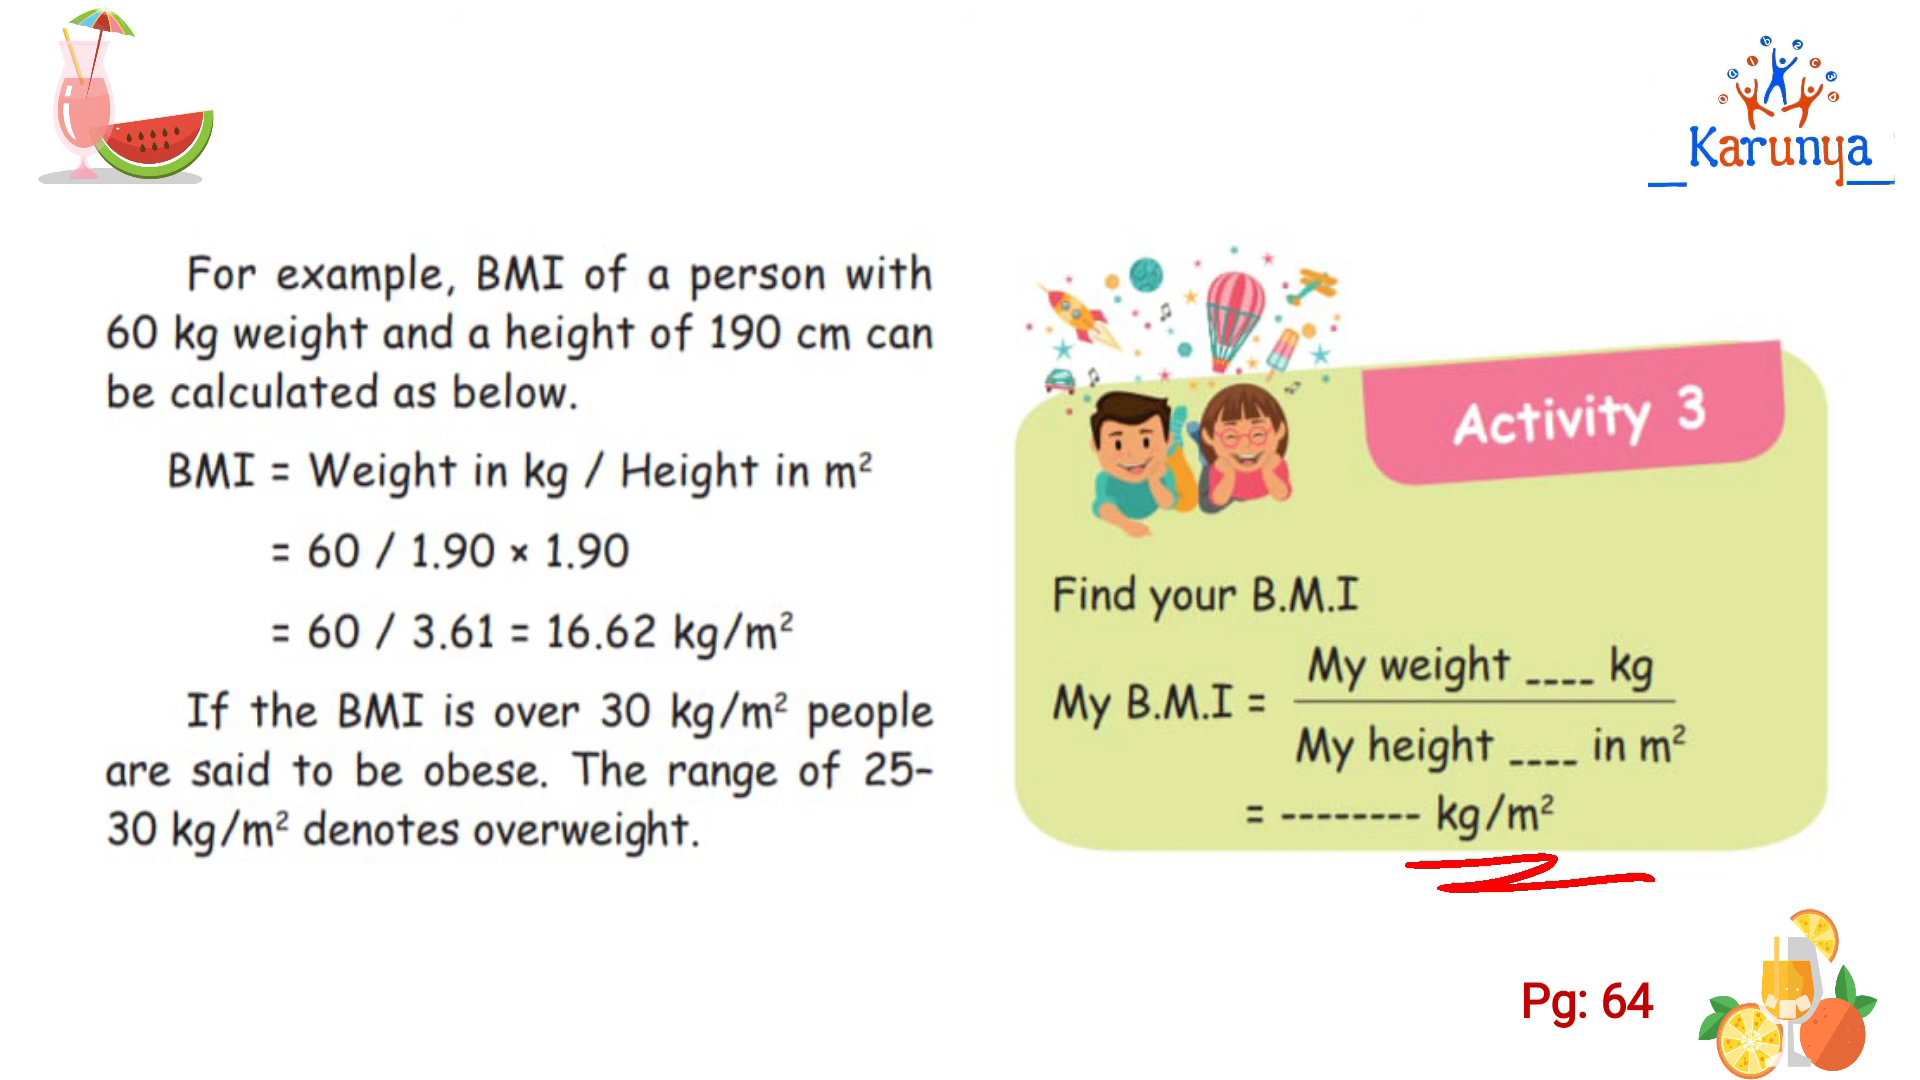 Karunya
For example, BMI of a person with
60 kg weight and a height of 190 cm can
be calculated as below.
BMI = Weight in kg / Height in m²
= 60 / 1.90 × 1.90
= 60 / 3.61 = 16.62 kg/m²
If the BMI is over 30 kg/m² people
are said to be obese. The range of 25-
30 kg/m² denotes overweight.
Activity 3
Find your B.M.I
My B.M.I = My weight ____ kg
My height ____ in m²
= -------- kg/m²
Pg: 64